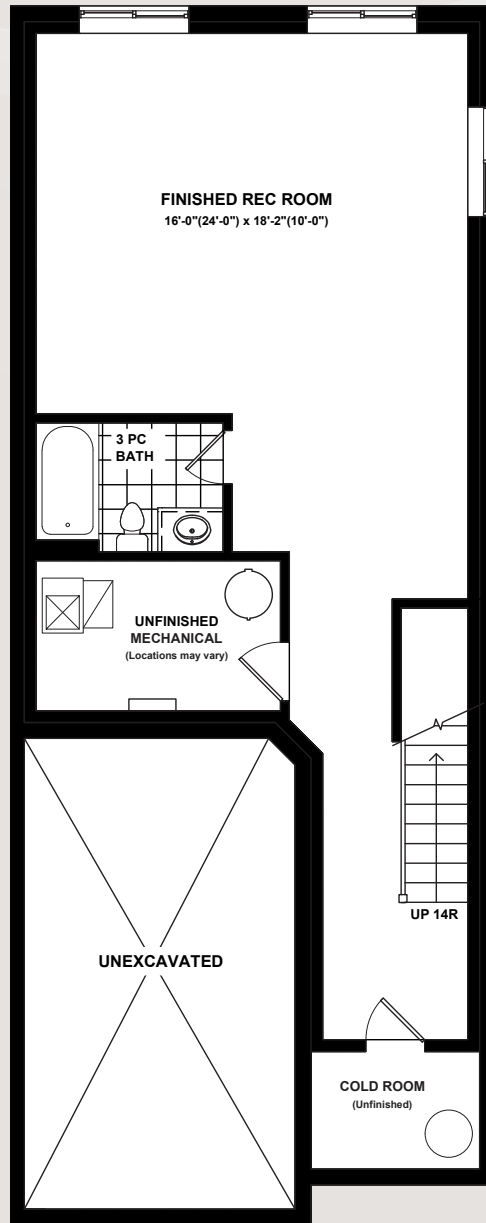 FINISHED REC ROOM
16'-0"(24'-0") x 18'-2"(10'-0")
3 PC
BATH
UNFINISHED
MECHANICAL
(Locations may vary)
UP 14R
UNEXCAVATED
COLD ROOM
(Unfinished)